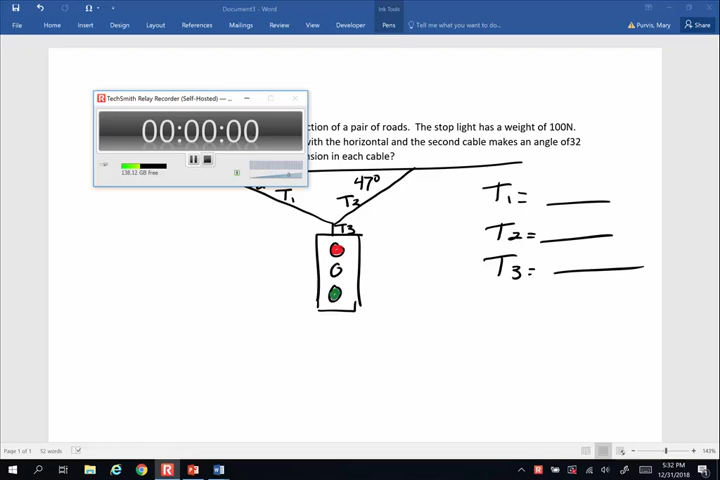 Document3 - Word
Ink Tools
Purvis, Mary
Share
File Home Insert Design Layout References Mailings Review View Developer Pens Tell me what you want to do...
TechSmith Relay Recorder (Self-Hosted) — ...
00:00:00
138.12 GB free
ction of a pair of roads. The stop light has a weight of 100N.
with the horizontal and the second cable makes an angle of32
nsion in each cable?
47°
T1
T2
T3
T1=
T2=
T3=
Page 1 of 1 52 words
143%
5:32 PM
12/31/2018